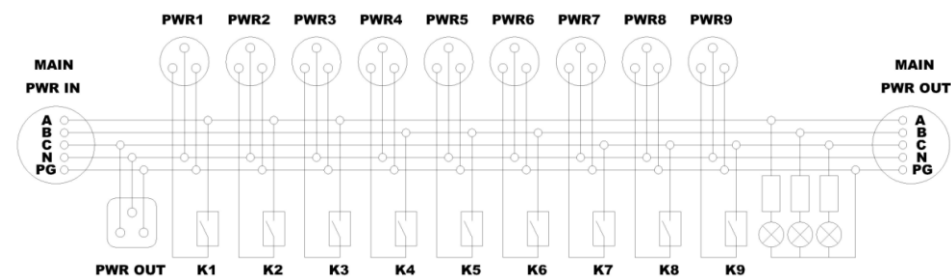 PWR1 PWR2 PWR3 PWR4 PWR5 PWR6 PWR7 PWR8 PWR9
MAIN
PWR IN
MAIN
PWR OUT
A
B
C
N
PG
A
B
C
N
PG
PWR OUT K1 K2 K3 K4 K5 K6 K7 K8 K9